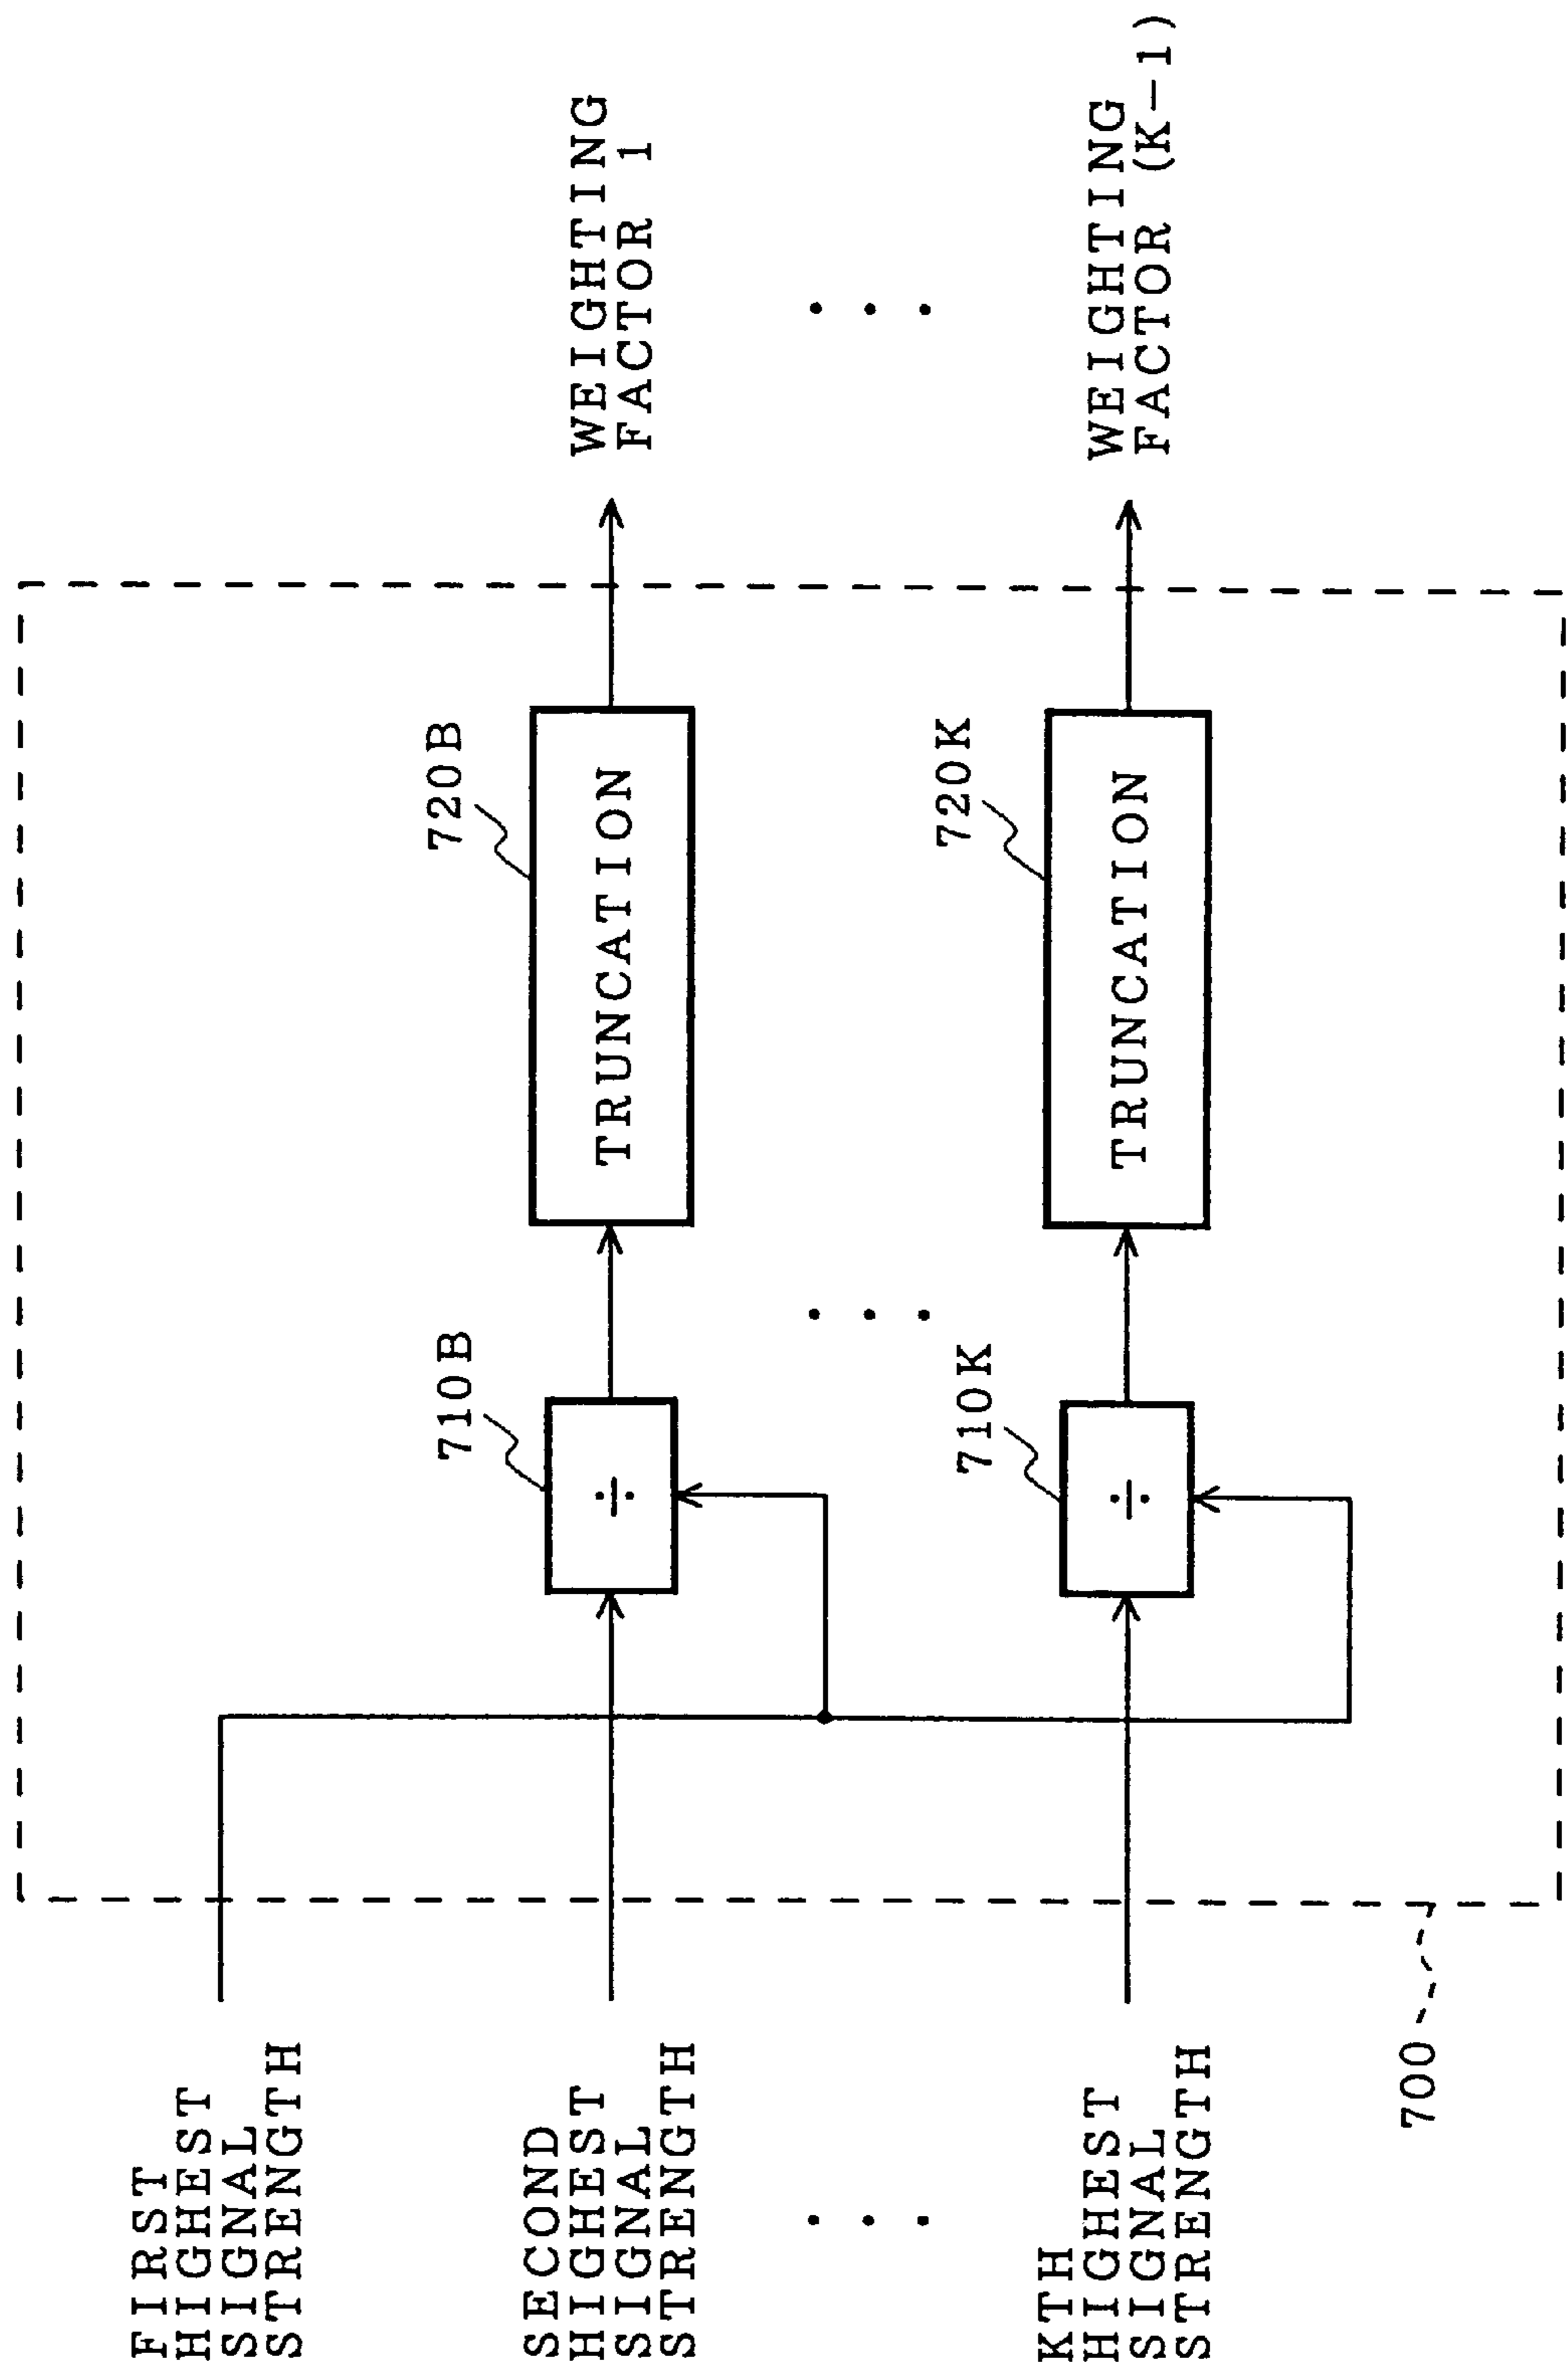 FIRST
HIGHEST
SIGNAL
STRENGTH
SECOND
HIGHEST
SIGNAL
STRENGTH
710B
÷
720B
TRUNCATION
WEIGHTING
FACTOR 1
KTH
HIGHEST
SIGNAL
STRENGTH
710K
÷
720K
TRUNCATION
WEIGHTING
FACTOR (K-1)
700